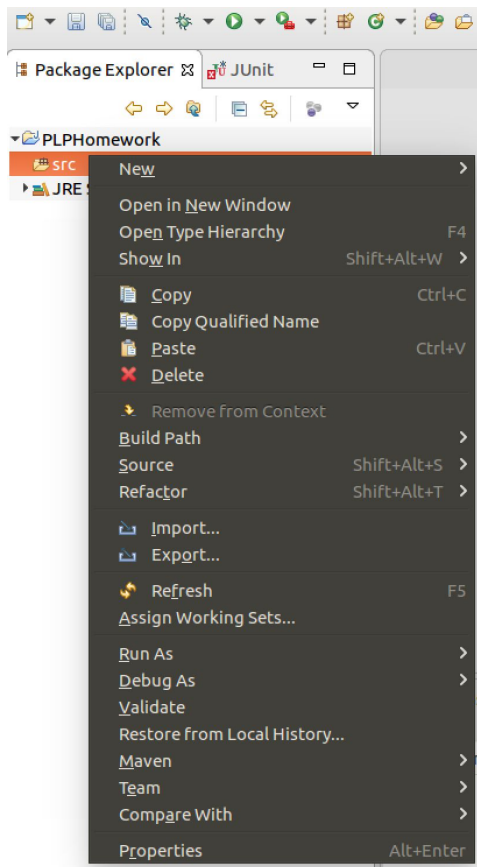 Package Explorer JUnit
PLPHomework
src
JRE
New
Open in New Window
Open Type Hierarchy F4
Show In Shift+Alt+W
Copy Ctrl+C
Copy Qualified Name
Paste Ctrl+V
Delete
Remove from Context
Build Path
Source Shift+Alt+S
Refactor Shift+Alt+T
Import...
Export...
Refresh F5
Assign Working Sets...
Run As
Debug As
Validate
Restore from Local History...
Maven
Team
Compare With
Properties Alt+Enter